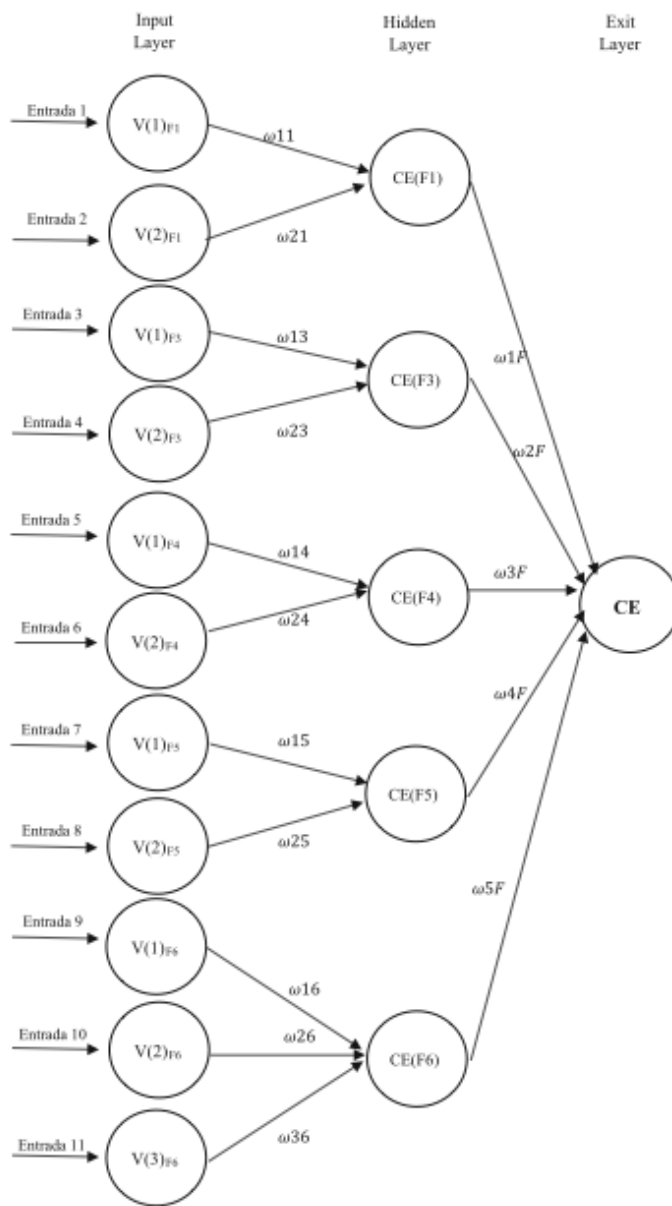 Input Layer
Hidden Layer
Exit Layer
Entrada 1
V(1)F1
ω11
CE(F1)
Entrada 2
V(2)F1
ω21
Entrada 3
V(1)F3
ω13
CE(F3)
ω1F
Entrada 4
V(2)F3
ω23
ω2F
Entrada 5
V(1)F4
ω14
CE(F4)
ω3F
CE
Entrada 6
V(2)F4
ω24
Entrada 7
V(1)F5
ω15
CE(F5)
ω4F
Entrada 8
V(2)F5
ω25
ω5F
Entrada 9
V(1)F6
ω16
Entrada 10
V(2)F6
ω26
CE(F6)
Entrada 11
V(3)F6
ω36